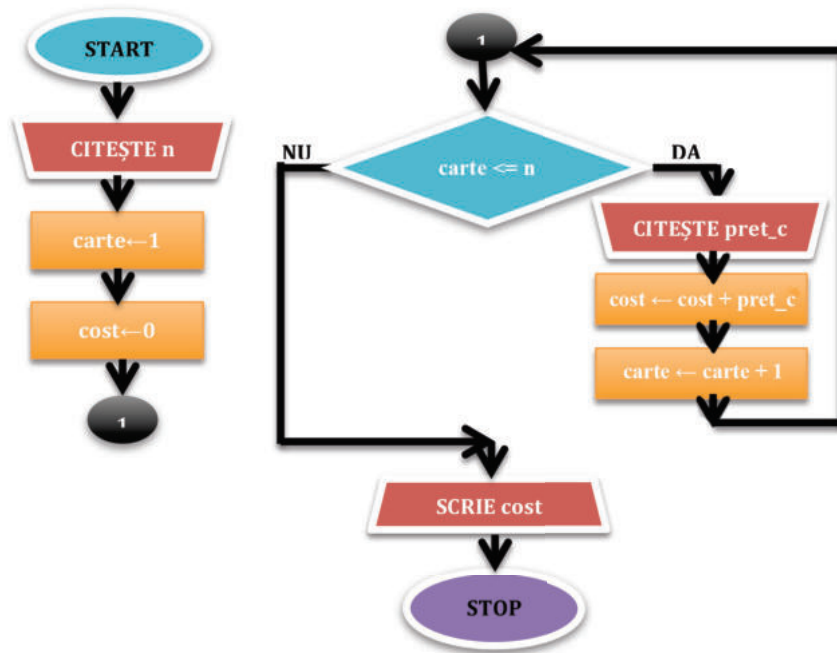 START
CITEȘTE n
carte←1
cost←0
1
1
carte <= n
NU
DA
CITEȘTE pret_c
cost ← cost + pret_c
carte ← carte + 1
SCRIE cost
STOP